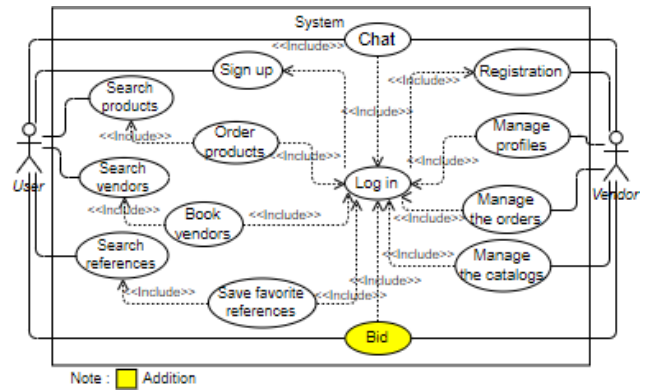 System
<<Include>>
Chat
Sign up
Registration
Search
products
<<Include>>
<<Include>>
<<Include>>
Order
products
<<Include>>
Manage
profiles
<<Include>>
User
Search
vendors
Log in
Vendor
<<Include>>
Book
vendors
<<Include>>
<<Include>>
Manage
the orders
Search
references
<<Include>>
Manage
the catalogs
<<Include>>
<<Include>>
Save favorite
references
<<Include>>
<<Include>>
Bid
Note :
Addition